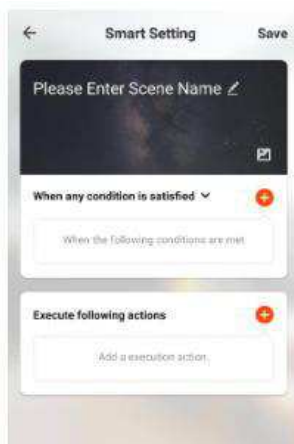 Smart Setting
Save
Please Enter Scene Name
When any condition is satisfied
When the following conditions are met
Execute following actions
Add a execution action.